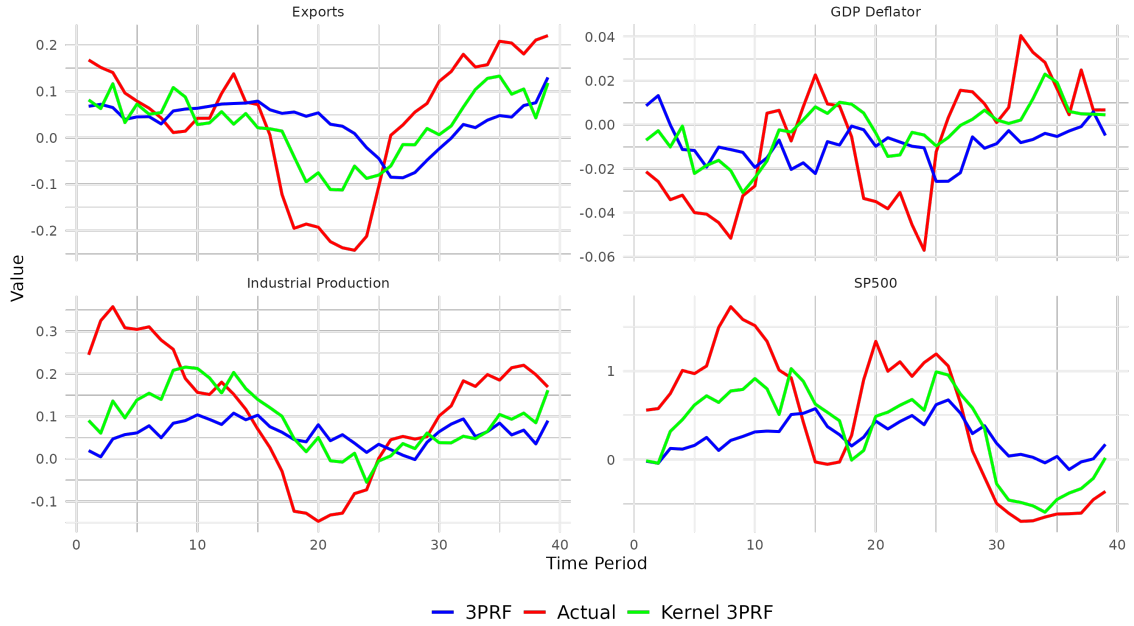 Exports
GDP Deflator
0.2
0.1
0.0
-0.1
-0.2
0.04
0.02
0.00
-0.02
-0.04
-0.06
Value
Industrial Production
SP500
0.3
0.2
0.1
0.0
-0.1
1
0
0 10 20 30 40
0 10 20 30 40
Time Period
3PRF Actual Kernel 3PRF